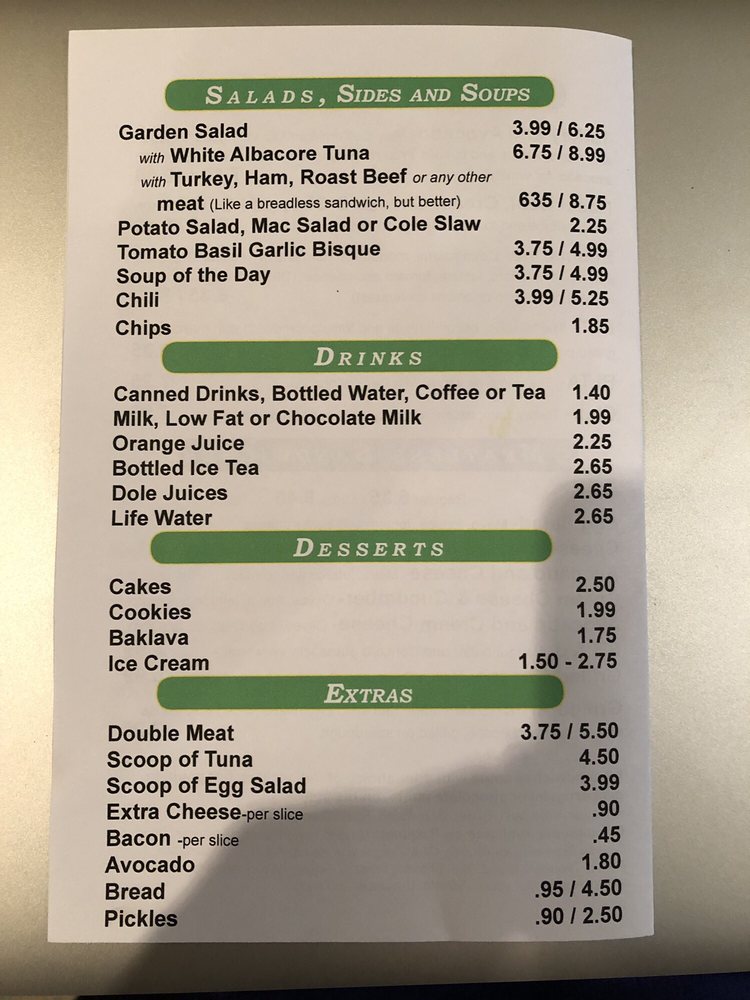 SALADS, SIDES AND SOUPS
Garden Salad 3.99 / 6.25
with White Albacore Tuna 6.75 / 8.99
with Turkey, Ham, Roast Beef or any other
meat (Like a breadless sandwich, but better) 635 / 8.75
Potato Salad, Mac Salad or Cole Slaw 2.25
Tomato Basil Garlic Bisque 3.75 / 4.99
Soup of the Day 3.75 / 4.99
Chili 3.99 / 5.25
Chips 1.85
DRINKS
Canned Drinks, Bottled Water, Coffee or Tea 1.40
Milk, Low Fat or Chocolate Milk 1.99
Orange Juice 2.25
Bottled Ice Tea 2.65
Dole Juices 2.65
Life Water 2.65
DESSERTS
Cakes 2.50
Cookies 1.99
Baklava 1.75
Ice Cream 1.50 - 2.75
EXTRAS
Double Meat 3.75 / 5.50
Scoop of Tuna 4.50
Scoop of Egg Salad 3.99
Extra Cheese-per slice .90
Bacon -per slice .45
Avocado 1.80
Bread .95 / 4.50
Pickles .90 / 2.50